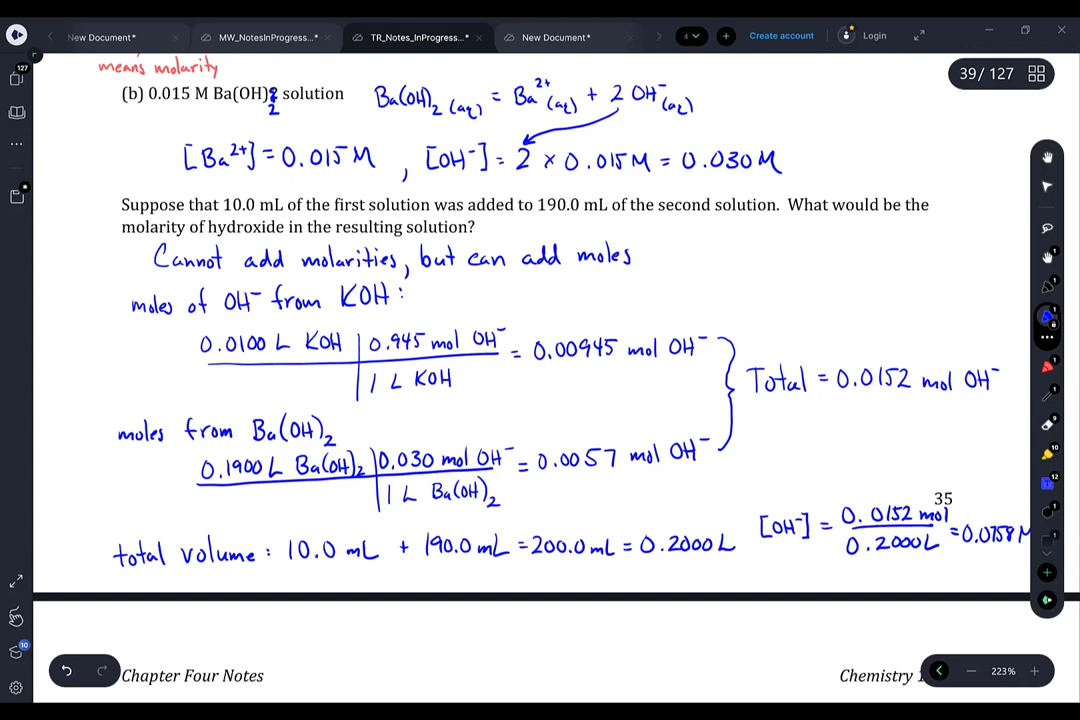 New Document*
MW_NotesInProgress...*
TR_Notes_InProgress...*
New Document*
4
Create account
Login
39 / 127
127
means molarity
(b) 0.015 M Ba(OH)2 solution Ba(OH)₂ (aq) = Ba²⁺(aq) + 2 OH⁻(aq)
[Ba²⁺] = 0.015 M , [OH⁻] = 2 × 0.015 M = 0.030 M
Suppose that 10.0 mL of the first solution was added to 190.0 mL of the second solution. What would be the
molarity of hydroxide in the resulting solution?
Cannot add molarities, but can add moles
moles of OH⁻ from KOH :
0.0100 L KOH | 0.945 mol OH⁻ = 0.00945 mol OH⁻
1 L KOH
Total = 0.0152 mol OH⁻
moles from Ba(OH)₂
0.1900 L Ba(OH)₂ | 0.030 mol OH⁻ = 0.0057 mol OH⁻
1 L Ba(OH)₂
35
[OH⁻] = 0.0152 mol / 0.2000 L = 0.0758 M
total volume : 10.0 mL + 190.0 mL = 200.0 mL = 0.2000 L
10
Chapter Four Notes
Chemistry 1
223%